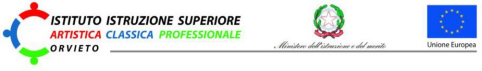 ISTITUTO ISTRUZIONE SUPERIORE
ARTISTICA CLASSICA PROFESSIONALE
ORVIETO
Ministero dell'istruzione e del merito
Unione Europea